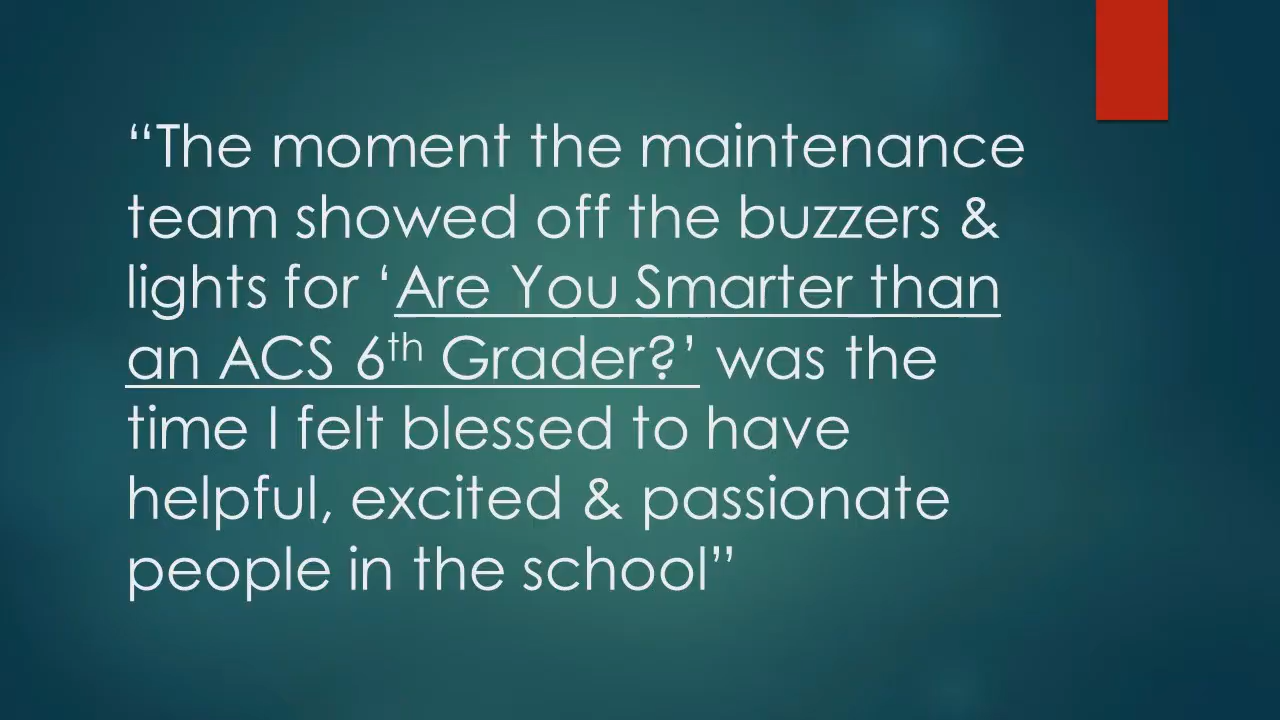 “The moment the maintenance
team showed off the buzzers &
lights for ‘Are You Smarter than
an ACS 6th Grader?’ was the
time I felt blessed to have
helpful, excited & passionate
people in the school”